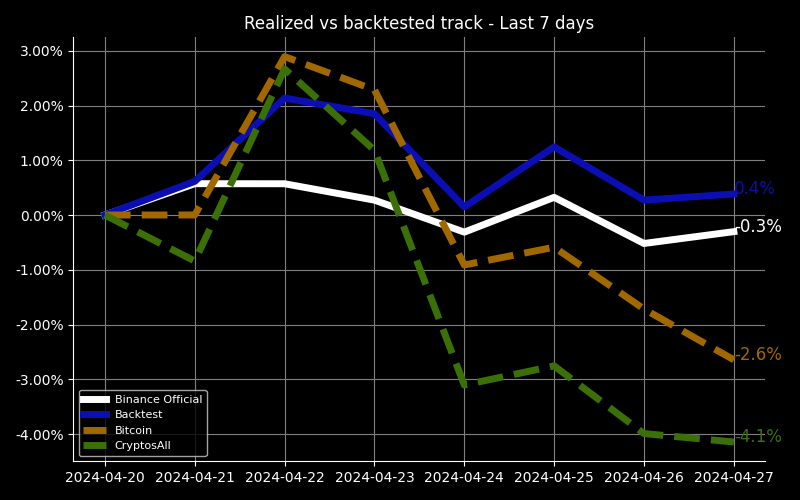 Realized vs backtested track - Last 7 days
3.00%
2.00%
1.00%
0.00%
-1.00%
-2.00%
-3.00%
-4.00%
0.4%
-0.3%
-2.6%
-4.1%
Binance Official
Backtest
Bitcoin
CryptosAll
2024-04-20 2024-04-21 2024-04-22 2024-04-23 2024-04-24 2024-04-25 2024-04-26 2024-04-27